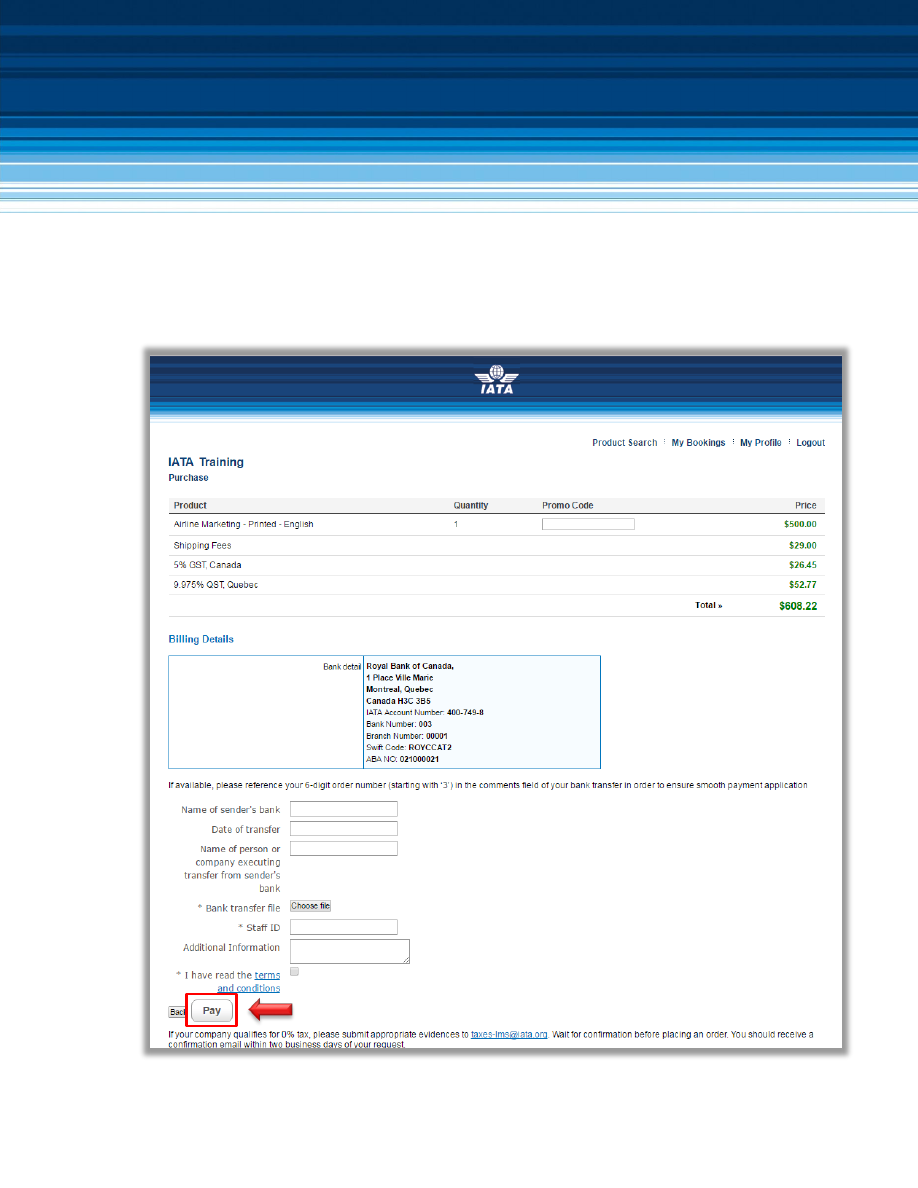 IATA
Product Search
My Bookings
My Profile
Logout
IATA Training
Purchase
Product Quantity Promo Code Price
Airline Marketing - Printed - English 1 $500.00
Shipping Fees $29.00
5% GST, Canada $26.45
9.975% QST, Quebec $52.77
Total » $608.22
Billing Details
Bank detail Royal Bank of Canada,
1 Place Ville Marie
Montreal, Quebec
Canada H3C 3B5
IATA Account Number: 400-749-8
Bank Number: 003
Branch Number: 00001
Swift Code: ROYCCAT2
ABA NO: 021000021
If available, please reference your 6-digit order number (starting with '3') in the comments field of your bank transfer in order to ensure smooth payment application
Name of sender's bank
Date of transfer
Name of person or
company executing
transfer from sender's
bank
* Bank transfer file Choose file
* Staff ID
Additional Information
* I have read the terms
and conditions
Back Pay
If your company qualifies for 0% tax, please submit appropriate evidences to taxes-lms@iata.org. Wait for confirmation before placing an order. You should receive a
confirmation email within two business days of your request.